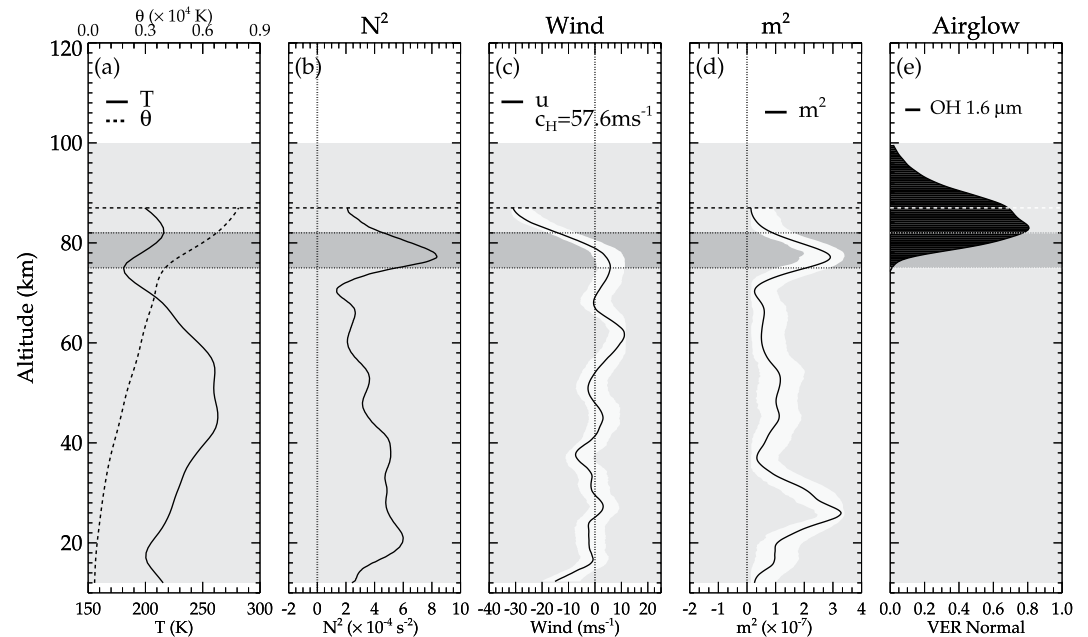 θ (× 10⁴ K)
0.0 0.3 0.6 0.9
N² Wind m² Airglow
120
(a) (b) (c) (d) (e)
T
θ
u
c_H=57.6ms⁻¹
m²
OH 1.6 µm
100
80
60
40
20
Altitude (km)
150 200 250 300
T (K)
-2 0 2 4 6 8 10
N² (× 10⁻⁴ s⁻²)
-40 -30 -20 -10 0 10 20
Wind (ms⁻¹)
-2 -1 0 1 2 3 4
m² (× 10⁻⁷)
0.0 0.2 0.4 0.6 0.8 1.0
VER Normal